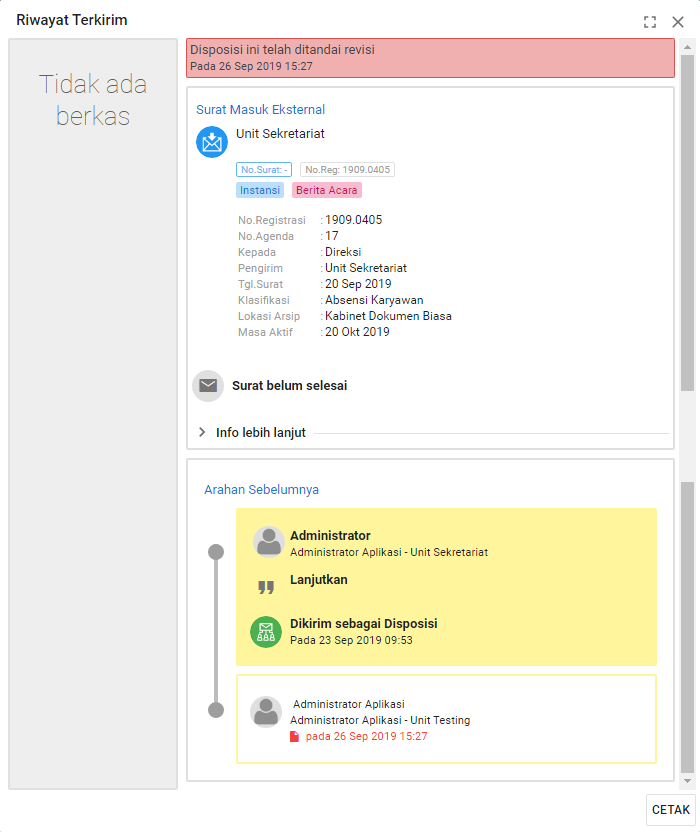 Riwayat Terkirim
Tidak ada
berkas
Disposisi ini telah ditandai revisi
Pada 26 Sep 2019 15:27
Surat Masuk Eksternal
Unit Sekretariat
No.Surat: - No.Reg: 1909.0405
Instansi Berita Acara
No.Registrasi : 1909.0405
No.Agenda : 17
Kepada : Direksi
Pengirim : Unit Sekretariat
Tgl.Surat : 20 Sep 2019
Klasifikasi : Absensi Karyawan
Lokasi Arsip : Kabinet Dokumen Biasa
Masa Aktif : 20 Okt 2019
Surat belum selesai
Info lebih lanjut
Arahan Sebelumnya
Administrator
Administrator Aplikasi - Unit Sekretariat
Lanjutkan
Dikirim sebagai Disposisi
Pada 23 Sep 2019 09:53
Administrator Aplikasi
Administrator Aplikasi - Unit Testing
pada 26 Sep 2019 15:27
CETAK